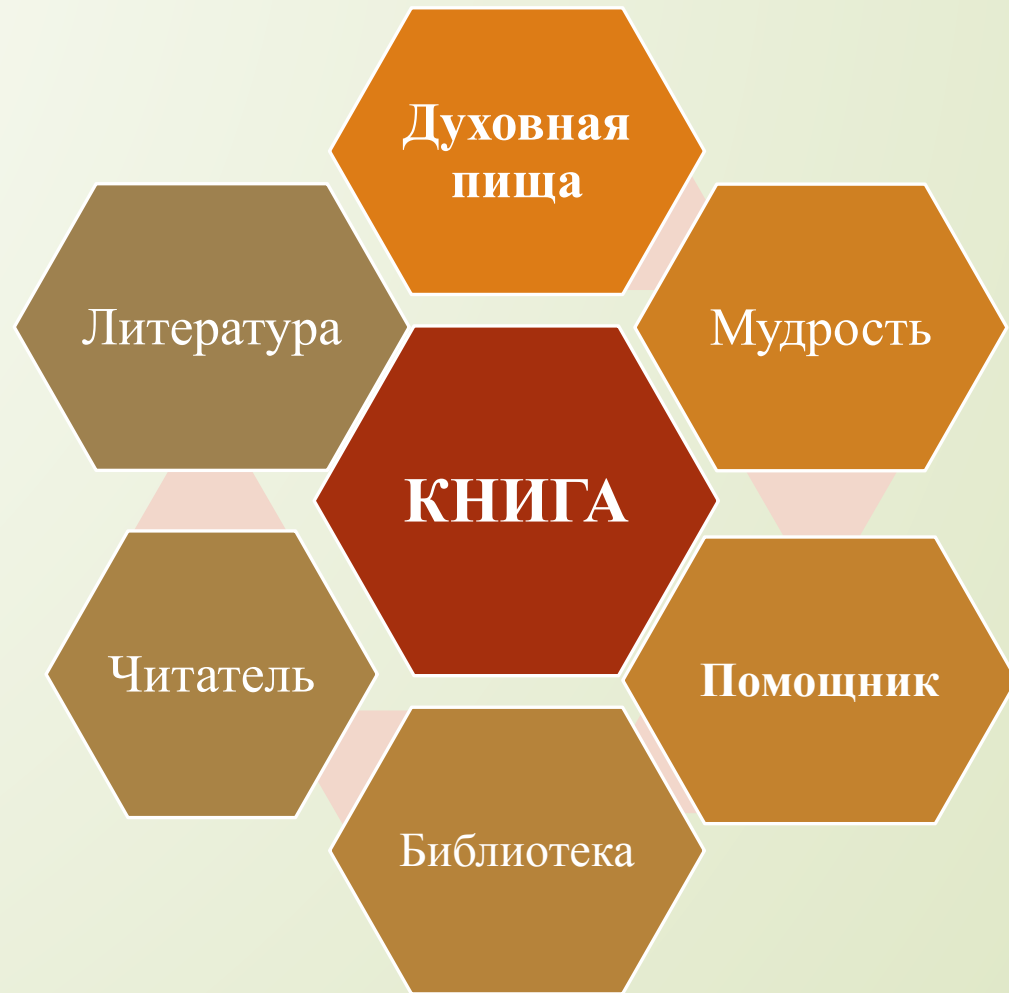 Духовная
пища
Литература
Мудрость
КНИГА
Читатель
Помощник
Библиотека